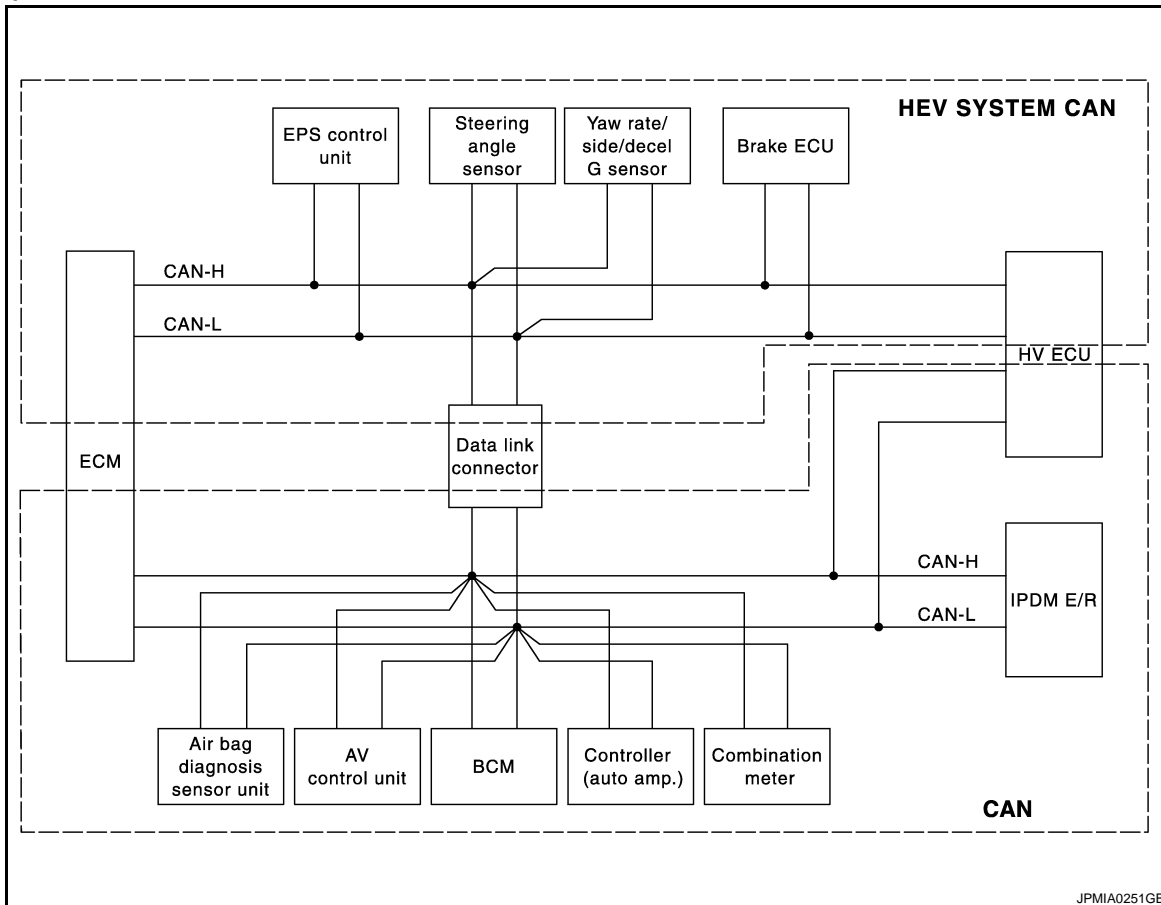 HEV SYSTEM CAN
EPS control
unit
Steering
angle
sensor
Yaw rate/
side/decel
G sensor
Brake ECU
CAN-H
CAN-L
HV ECU
ECM
Data link
connector
CAN-H
CAN-L
IPDM E/R
Air bag
diagnosis
sensor unit
AV
control unit
BCM
Controller
(auto amp.)
Combination
meter
CAN